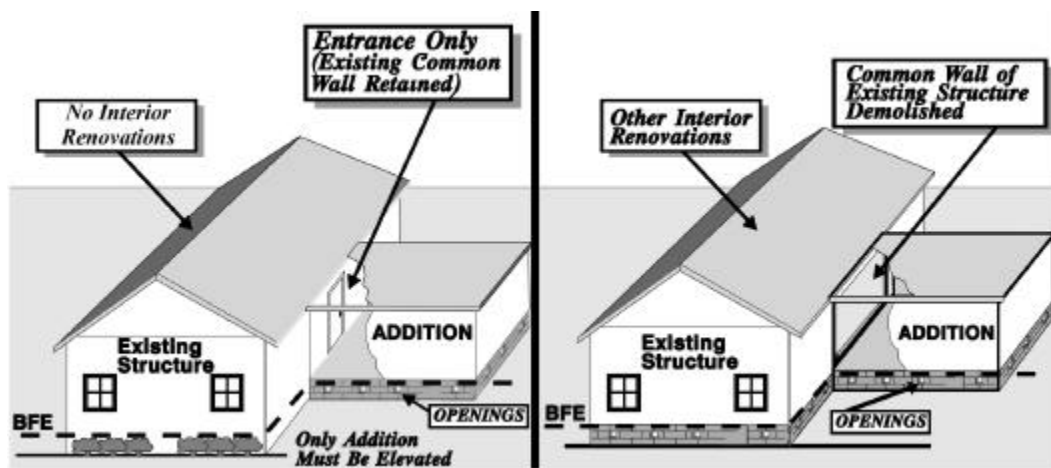 Entrance Only
(Existing Common
Wall Retained)
No Interior
Renovations
Existing
Structure
ADDITION
BFE
OPENINGS
Only Addition
Must Be Elevated
Common Wall of
Existing Structure
Demolished
Other Interior
Renovations
Existing
Structure
ADDITION
BFE
OPENINGS